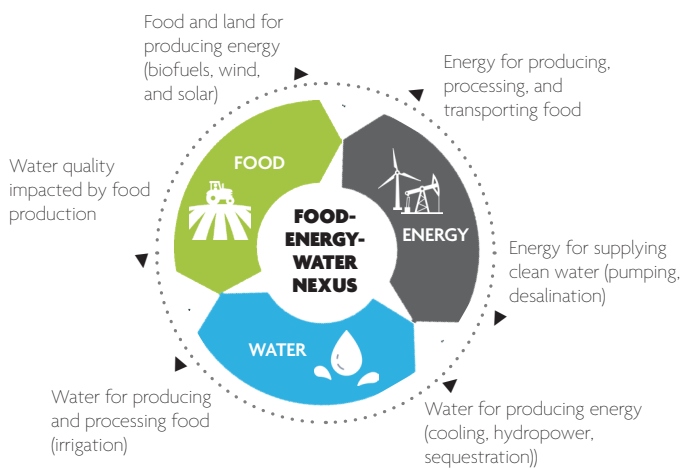 Food and land for
producing energy
(biofuels, wind,
and solar)
Energy for producing,
processing, and
transporting food
Water quality
impacted by food
production
FOOD
ENERGY
FOOD-
ENERGY-
WATER
NEXUS
Energy for supplying
clean water (pumping,
desalination)
WATER
Water for producing
and processing food
(irrigation)
Water for producing energy
(cooling, hydropower,
sequestration))